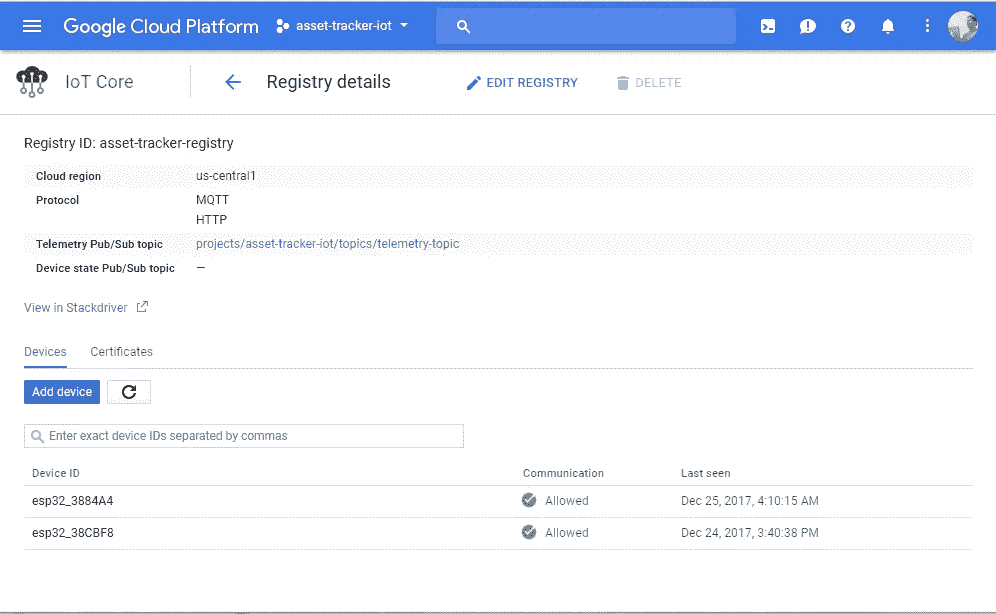 Google Cloud Platform asset-tracker-iot
IoT Core Registry details EDIT REGISTRY DELETE
Registry ID: asset-tracker-registry
Cloud region us-central1
Protocol MQTT
HTTP
Telemetry Pub/Sub topic projects/asset-tracker-iot/topics/telemetry-topic
Device state Pub/Sub topic —
View in Stackdriver
Devices Certificates
Add device
Enter exact device IDs separated by commas
Device ID Communication Last seen
esp32_3884A4 Allowed Dec 25, 2017, 4:10:15 AM
esp32_38CBF8 Allowed Dec 24, 2017, 3:40:38 PM